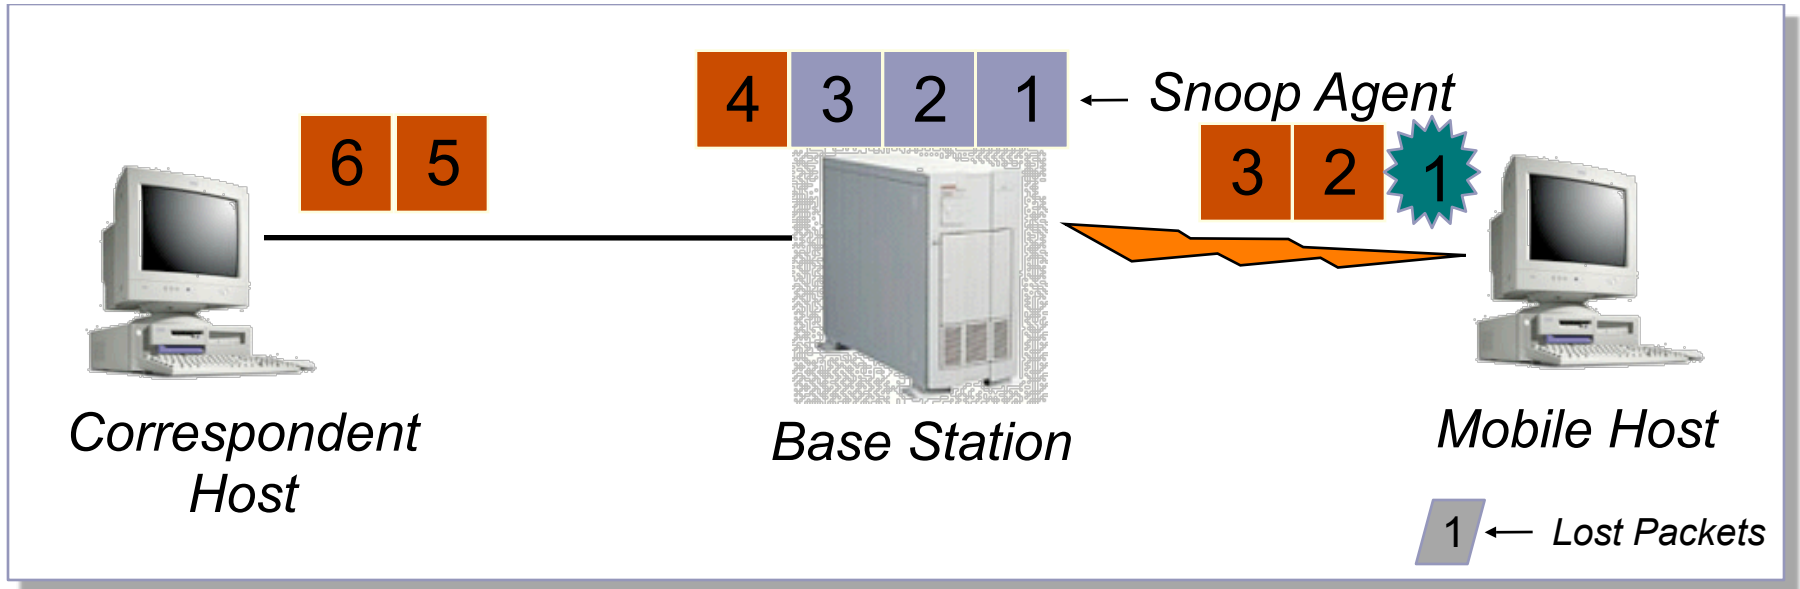 4 3 2 1
Snoop Agent
6 5
3 2 1
Correspondent
Host
Base Station
Mobile Host
1
Lost Packets